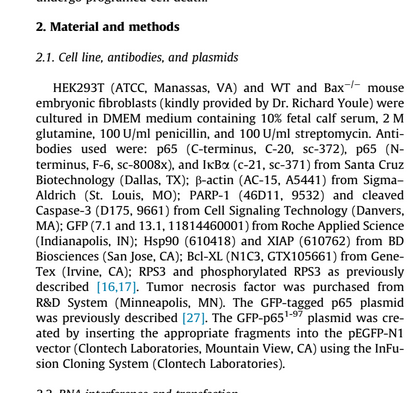 2. Material and methods
2.1. Cell line, antibodies, and plasmids
HEK293T (ATCC, Manassas, VA) and WT and Bax−/− mouse
embryonic fibroblasts (kindly provided by Dr. Richard Youle) were
cultured in DMEM medium containing 10% fetal calf serum, 2 M
glutamine, 100 U/ml penicillin, and 100 U/ml streptomycin. Anti-
bodies used were: p65 (C-terminus, C-20, sc-372), p65 (N-
terminus, F-6, sc-8008x), and IκBα (c-21, sc-371) from Santa Cruz
Biotechnology (Dallas, TX); β-actin (AC-15, A5441) from Sigma–
Aldrich (St. Louis, MO); PARP-1 (46D11, 9532) and cleaved
Caspase-3 (D175, 9661) from Cell Signaling Technology (Danvers,
MA); GFP (7.1 and 13.1, 11814460001) from Roche Applied Science
(Indianapolis, IN); Hsp90 (610418) and XIAP (610762) from BD
Biosciences (San Jose, CA); Bcl-XL (N1C3, GTX105661) from Gene-
Tex (Irvine, CA); RPS3 and phosphorylated RPS3 as previously
described [16,17]. Tumor necrosis factor was purchased from
R&D System (Minneapolis, MN). The GFP-tagged p65 plasmid
was previously described [27]. The GFP-p65¹⁻⁹⁷ plasmid was cre-
ated by inserting the appropriate fragments into the pEGFP-N1
vector (Clontech Laboratories, Mountain View, CA) using the InFu-
sion Cloning System (Clontech Laboratories).